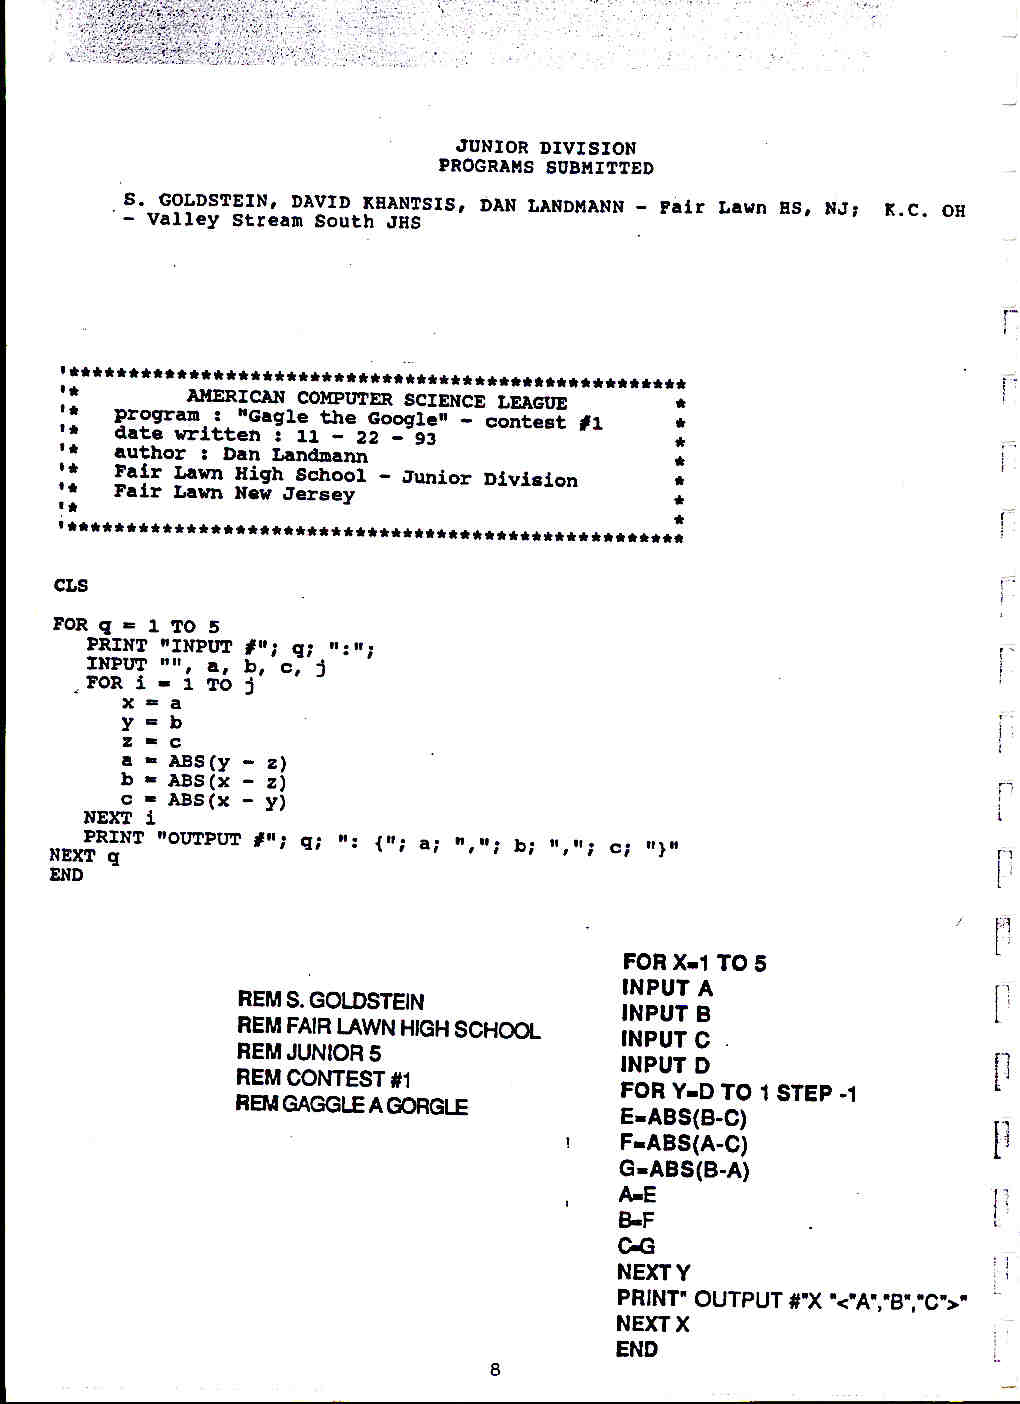 JUNIOR DIVISION
PROGRAMS SUBMITTED
S. GOLDSTEIN, DAVID KHANTSIS, DAN LANDMANN - Fair Lawn HS, NJ; K.C. OH
- Valley Stream South JHS
'****************************************************
'* AMERICAN COMPUTER SCIENCE LEAGUE *
'* program : "Gagle the Google" - contest #1 *
'* date written : 11 - 22 - 93 *
'* author : Dan Landmann *
'* Fair Lawn High School - Junior Division *
'* Fair Lawn New Jersey *
'* *
'****************************************************
CLS
FOR q = 1 TO 5
PRINT "INPUT #"; q; ":";
INPUT "", a, b, c, j
FOR i = 1 TO j
x = a
y = b
z = c
a = ABS(y - z)
b = ABS(x - z)
c = ABS(x - y)
NEXT i
PRINT "OUTPUT #"; q; ": {"; a; ","; b; ","; c; "}"
NEXT q
END
REM S. GOLDSTEIN
REM FAIR LAWN HIGH SCHOOL
REM JUNIOR 5
REM CONTEST #1
REM GAGGLE A GORGLE
FOR X=1 TO 5
INPUT A
INPUT B
INPUT C
INPUT D
FOR Y=D TO 1 STEP -1
E=ABS(B-C)
F=ABS(A-C)
G=ABS(B-A)
A=E
B=F
C=G
NEXT Y
PRINT" OUTPUT #"X "<"A","B","C">"
NEXT X
END
8